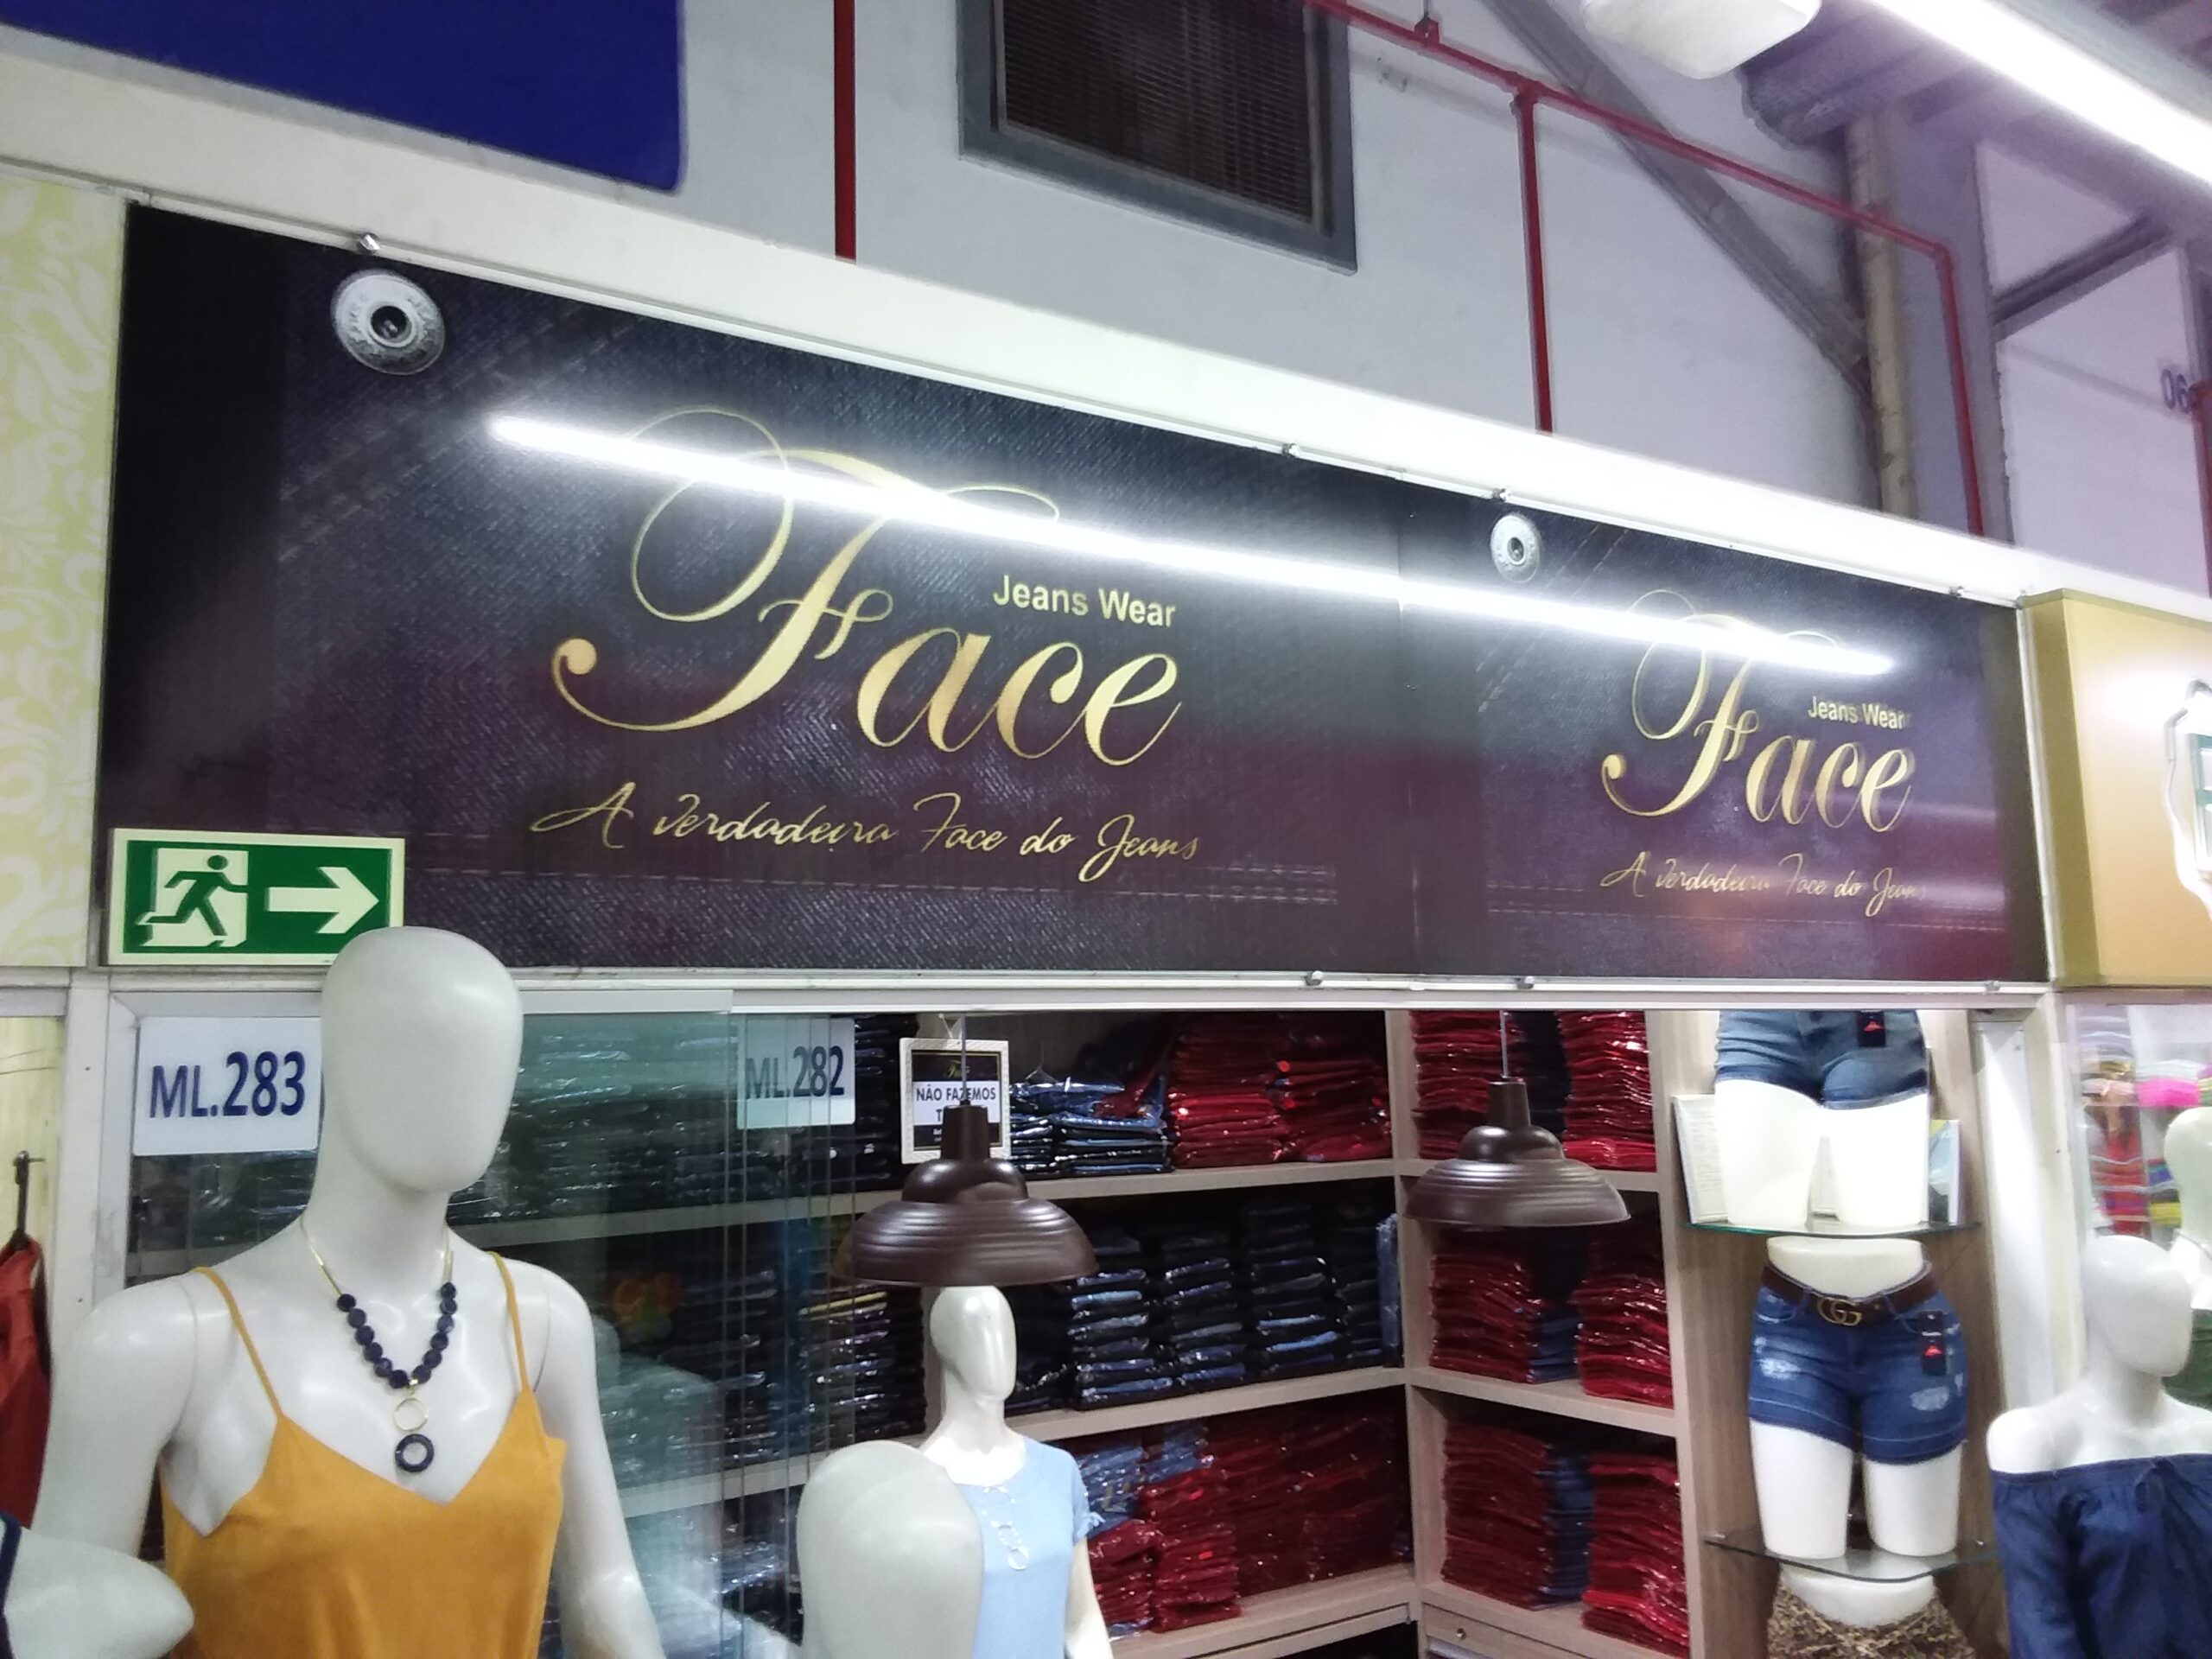 Jeans Wear
Face
A verdadeira Face do Jeans
Jeans Wear
Face
A verdadeira Face do Jeans
ML.283
ML.282
NÃO FAZEMOS